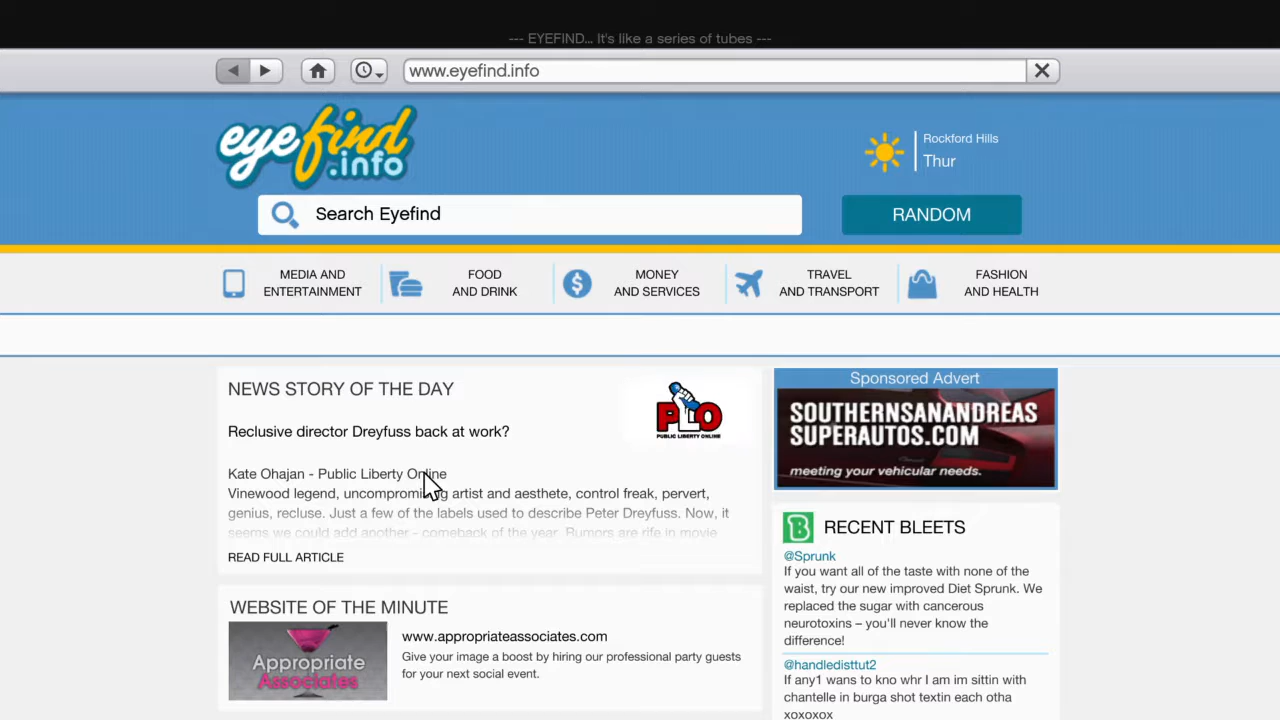 --- EYEFIND... It's like a series of tubes ---
www.eyefind.info
eyefind
.info
Rockford Hills
Thur
Search Eyefind
RANDOM
MEDIA AND
ENTERTAINMENT
FOOD
AND DRINK
MONEY
AND SERVICES
TRAVEL
AND TRANSPORT
FASHION
AND HEALTH
NEWS STORY OF THE DAY
PLO
PUBLIC LIBERTY ONLINE
Reclusive director Dreyfuss back at work?
Kate Ohajan - Public Liberty Online
Vinewood legend, uncompromising artist and aesthete, control freak, pervert,
genius, recluse. Just a few of the labels used to describe Peter Dreyfuss. Now, it
seems we could add another - comeback of the year. Rumors are rife in movie
READ FULL ARTICLE
WEBSITE OF THE MINUTE
Appropriate
Associates
www.appropriateassociates.com
Give your image a boost by hiring our professional party guests
for your next social event.
Sponsored Advert
SOUTHERNSANANDREAS
SUPERAUTOS.COM
meeting your vehicular needs.
B
RECENT BLEETS
@Sprunk
If you want all of the taste with none of the
waist, try our new improved Diet Sprunk. We
replaced the sugar with cancerous
neurotoxins – you'll never know the
difference!
@handledisttut2
If any1 wants to kno whr I am im sittin with
chantelle in burga shot textin each otha
xoxoxox